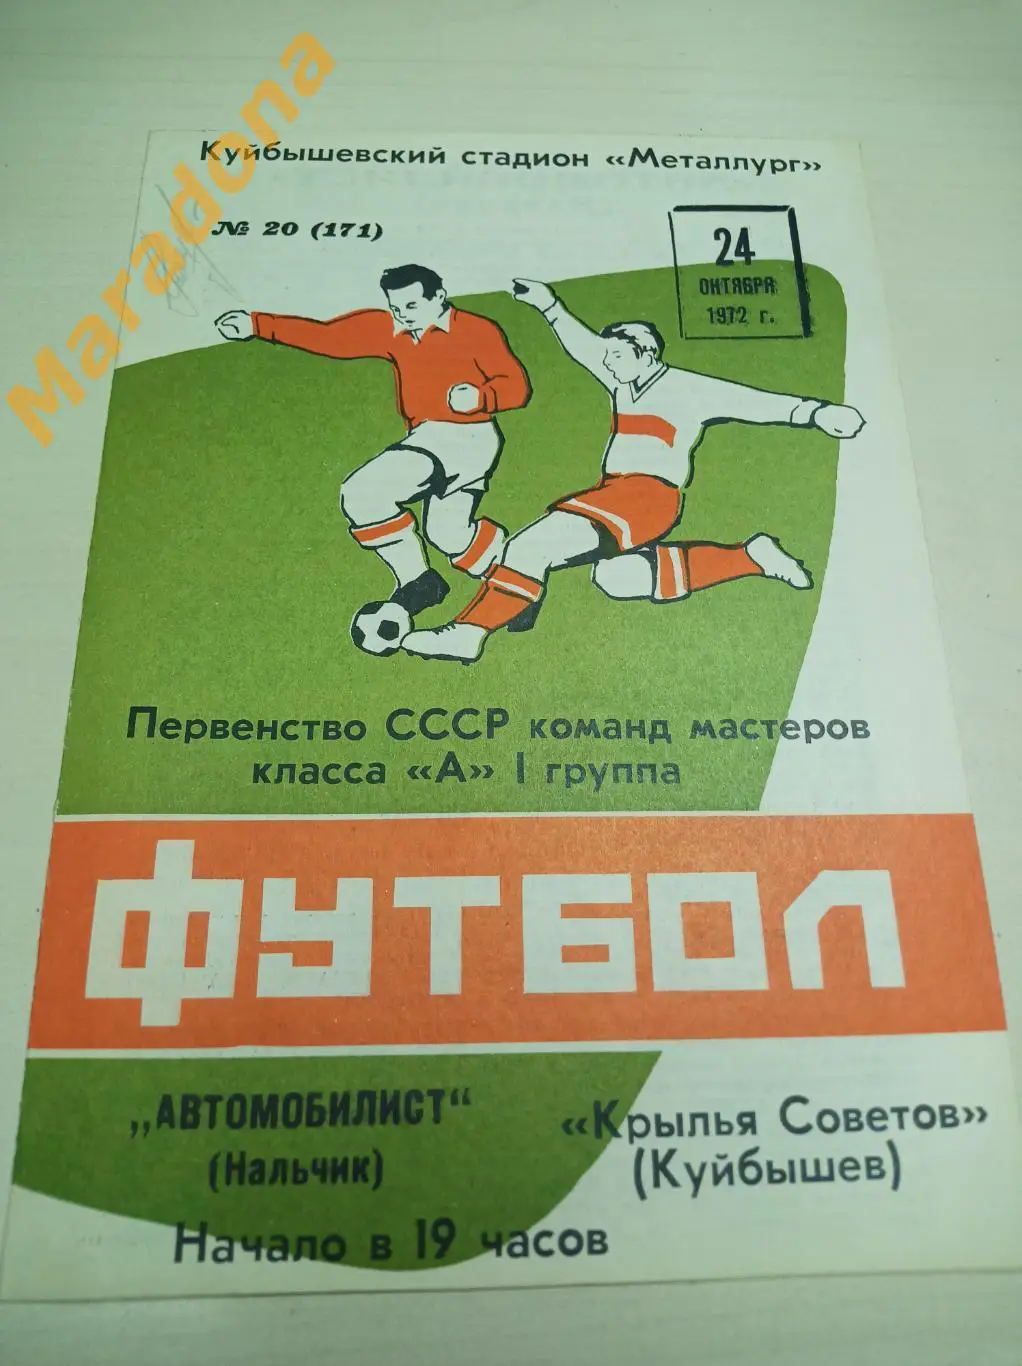 Maradona
Куйбышевский стадион «Металлург»
№ 20 (171)
24
ОКТЯБРЯ
1972 г.
Первенство СССР команд мастеров
класса «А» I группа
ФУТБОЛ
„АВТОМОБИЛИСТ“
(Нальчик)
«Крылья Советов»
(Куйбышев)
Начало в 19 часов